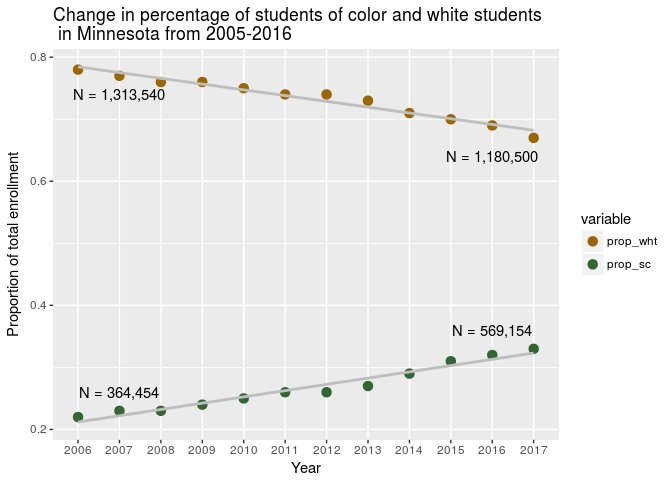 Change in percentage of students of color and white students
in Minnesota from 2005-2016
Proportion of total enrollment
0.8
0.6
0.4
0.2
N = 1,313,540
N = 1,180,500
N = 569,154
N = 364,454
2006 2007 2008 2009 2010 2011 2012 2013 2014 2015 2016 2017
Year
variable
prop_wht
prop_sc